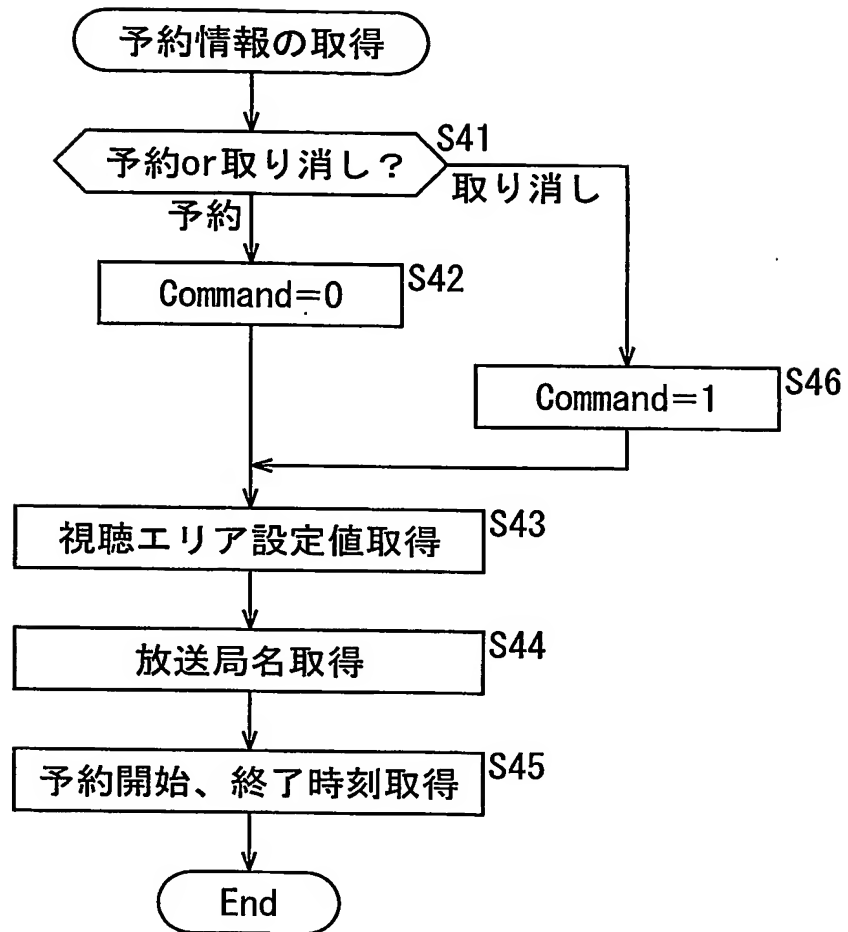 予約情報の取得
S41
予約or取り消し？
取り消し
予約
S42
Command=0
S46
Command=1
S43
視聴エリア設定値取得
S44
放送局名取得
S45
予約開始、終了時刻取得
End